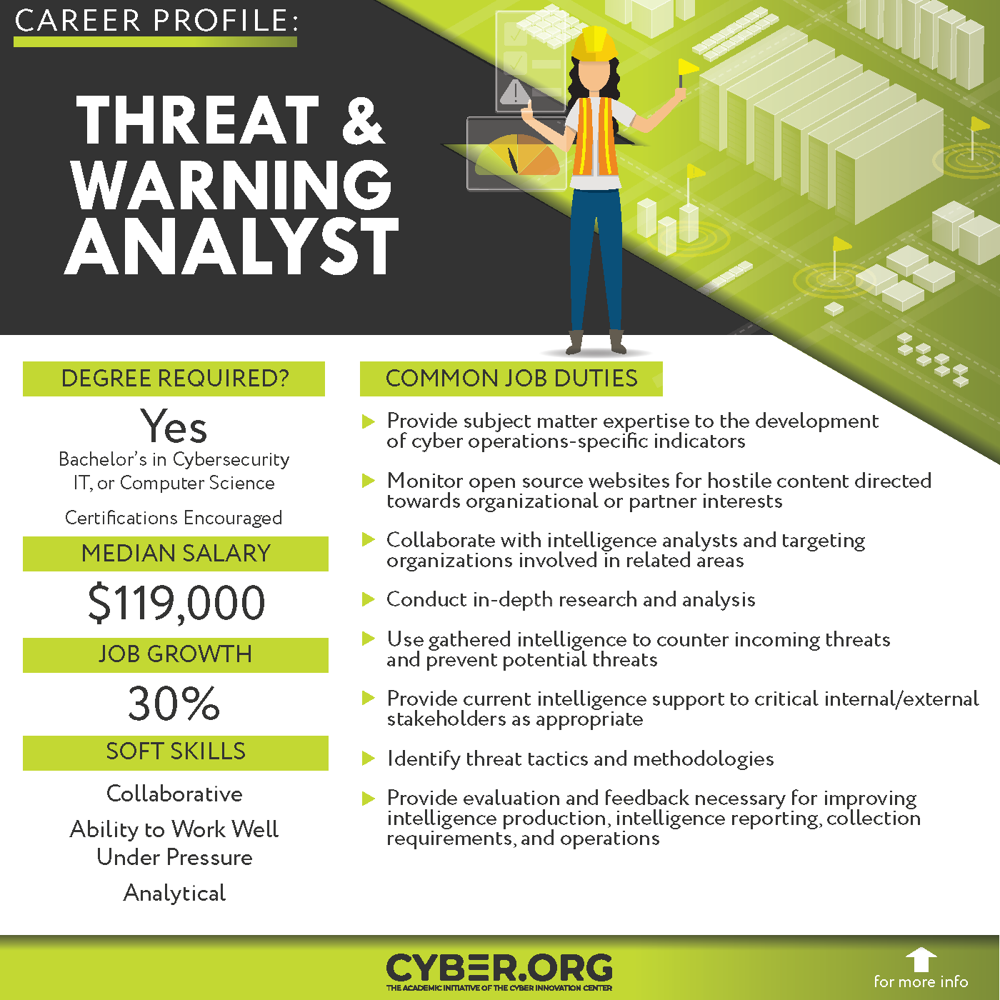 CAREER PROFILE:
THREAT &
WARNING
ANALYST
DEGREE REQUIRED?
Yes
Bachelor's in Cybersecurity
IT, or Computer Science
Certifications Encouraged
MEDIAN SALARY
$119,000
JOB GROWTH
30%
SOFT SKILLS
Collaborative
Ability to Work Well
Under Pressure
Analytical
COMMON JOB DUTIES
Provide subject matter expertise to the development
of cyber operations-specific indicators
Monitor open source websites for hostile content directed
towards organizational or partner interests
Collaborate with intelligence analysts and targeting
organizations involved in related areas
Conduct in-depth research and analysis
Use gathered intelligence to counter incoming threats
and prevent potential threats
Provide current intelligence support to critical internal/external
stakeholders as appropriate
Identify threat tactics and methodologies
Provide evaluation and feedback necessary for improving
intelligence production, intelligence reporting, collection
requirements, and operations
CYBER.ORG
THE ACADEMIC INITIATIVE OF THE CYBER INNOVATION CENTER
for more info